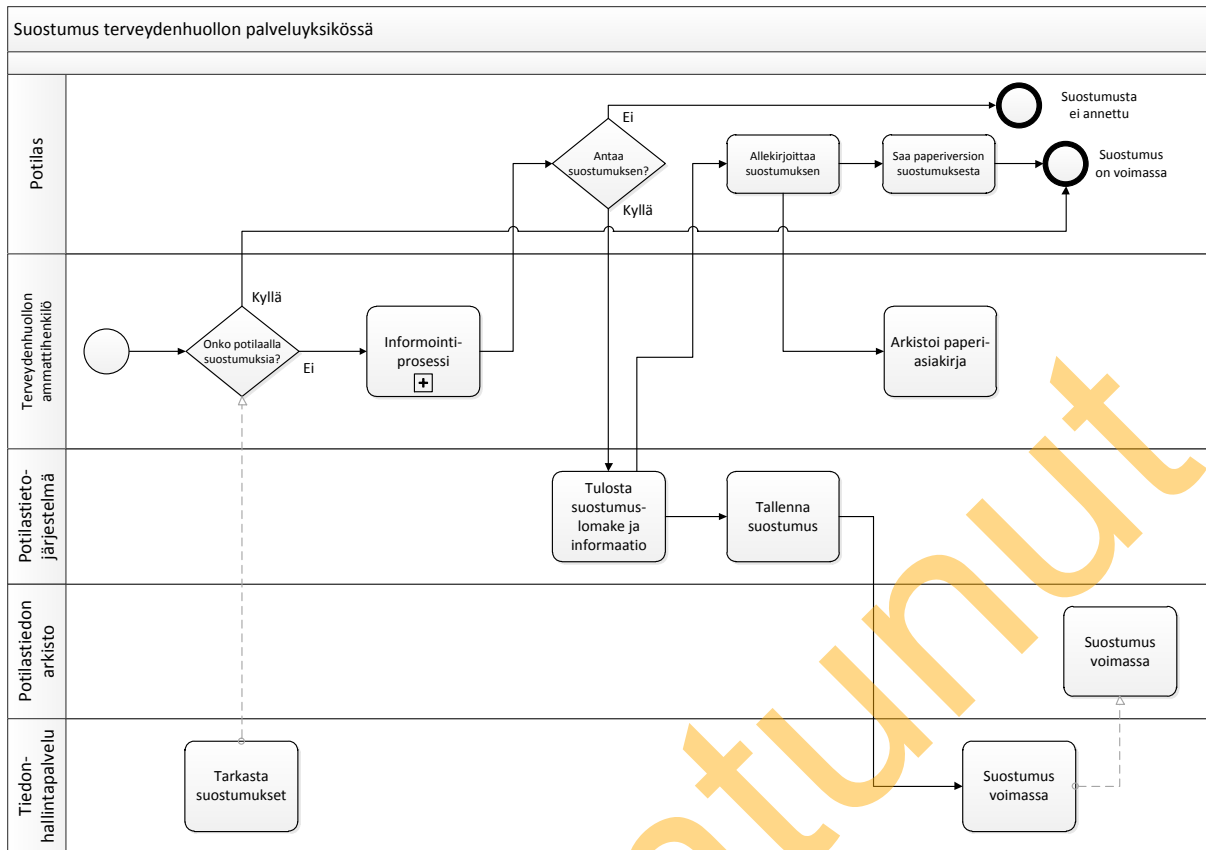 Suostumus terveydenhuollon palveluyksikössä
Potilas
Ei
Antaa
suostumuksen?
Kyllä
Allekirjoittaa
suostumuksen
Saa paperiversion
suostumuksesta
Suostumusta
ei annettu
Suostumus
on voimassa
Terveydenhuollon
ammattihenkilö
Kyllä
Onko potilaalla
suostumuksia?
Ei
Informointi-
prosessi
Arkistoi paperi-
asiakirja
Potilastieto-
järjestelmä
Tulosta
suostumus-
lomake ja
informaatio
Tallenna
suostumus
Potilastiedon
arkisto
Suostumus
voimassa
Tiedon-
hallintapalvelu
Tarkasta
suostumukset
Suostumus
voimassa